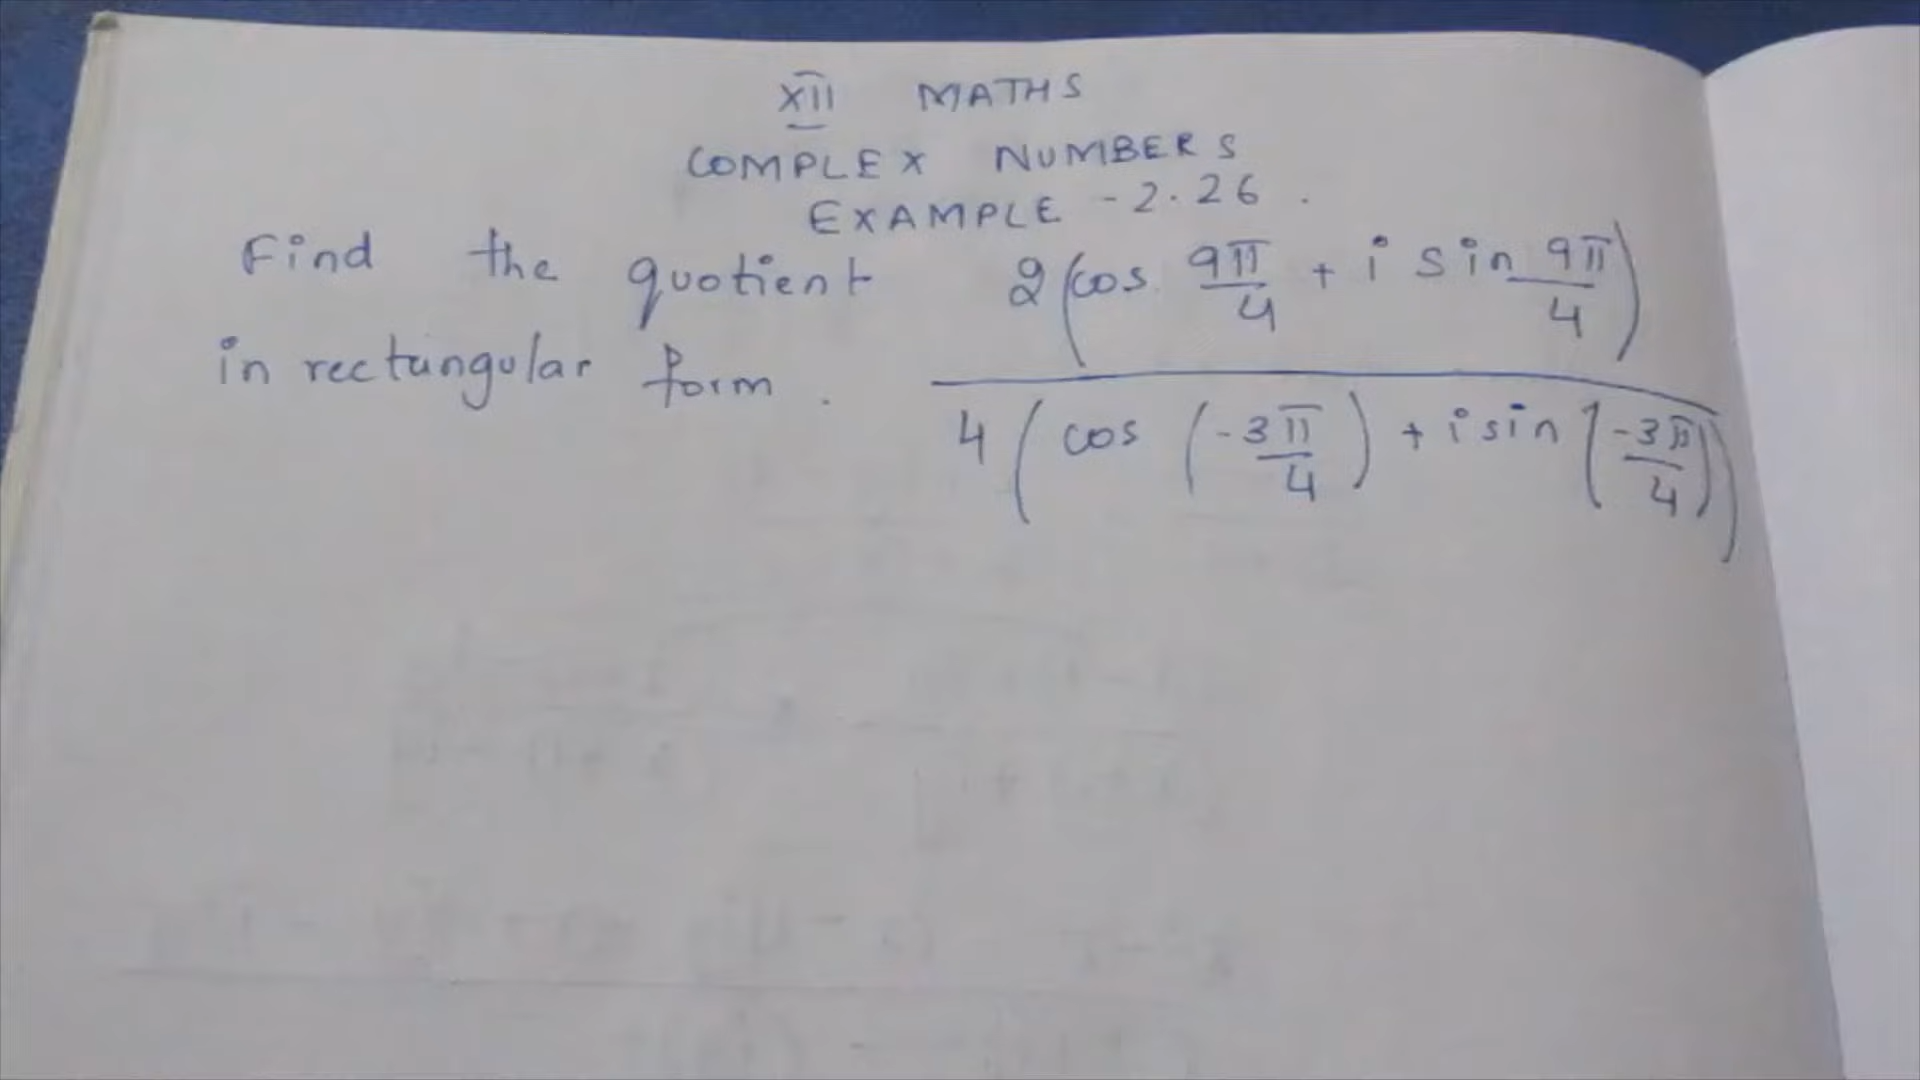 XII MATHS
COMPLEX NUMBERS
EXAMPLE - 2.26.
Find the quotient 2(cos 9π/4 + i sin 9π/4)
in rectangular form. 4(cos (-3π/4) + i sin (-3π/4))